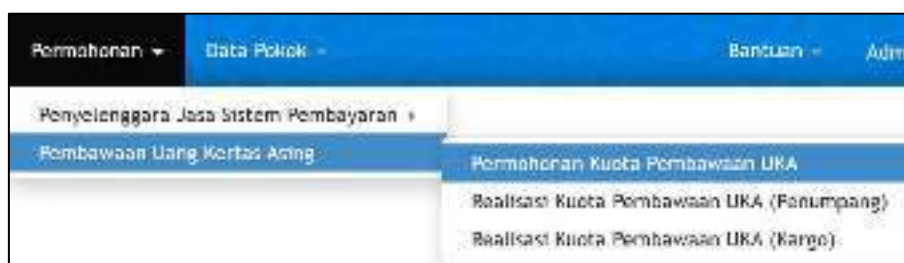 Permohonan Data Pokok Bantuan Adm
Penyelenggara Jasa Sistem Pembayaran
Pembawaan Uang Kertas Asing
Permohonan Kuota Pembawaan UKA
Realisasi Kuota Pembawaan UKA (Penumpang)
Realisasi Kuota Pembawaan UKA (Kargo)